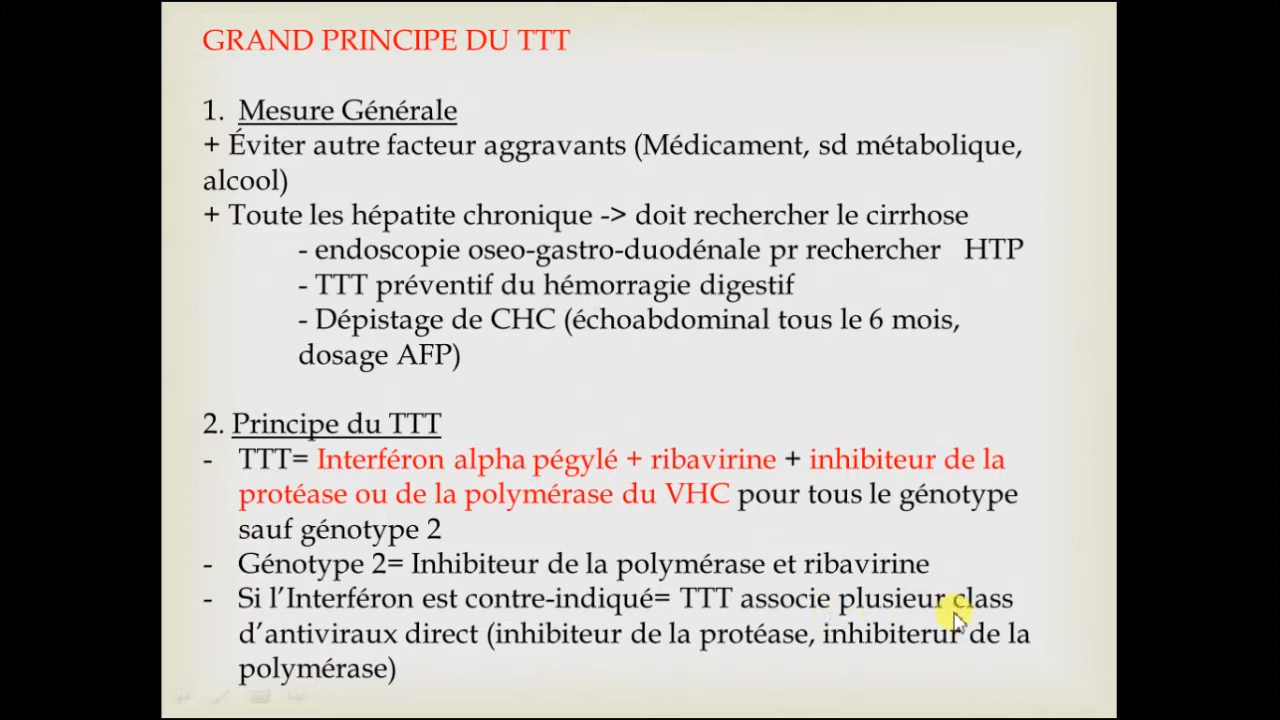 GRAND PRINCIPE DU TTT
1. Mesure Générale
+ Éviter autre facteur aggravants (Médicament, sd métabolique,
alcool)
+ Toute les hépatite chronique -> doit rechercher le cirrhose
- endoscopie oseo-gastro-duodénale pr rechercher HTP
- TTT préventif du hémorragie digestif
- Dépistage de CHC (échoabdominal tous le 6 mois,
dosage AFP)
2. Principe du TTT
- TTT= Interféron alpha pégylé + ribavirine + inhibiteur de la
protéase ou de la polymérase du VHC pour tous le génotype
sauf génotype 2
- Génotype 2= Inhibiteur de la polymérase et ribavirine
- Si l’Interféron est contre-indiqué= TTT associe plusieur class
d’antiviraux direct (inhibiteur de la protéase, inhibiterur de la
polymérase)